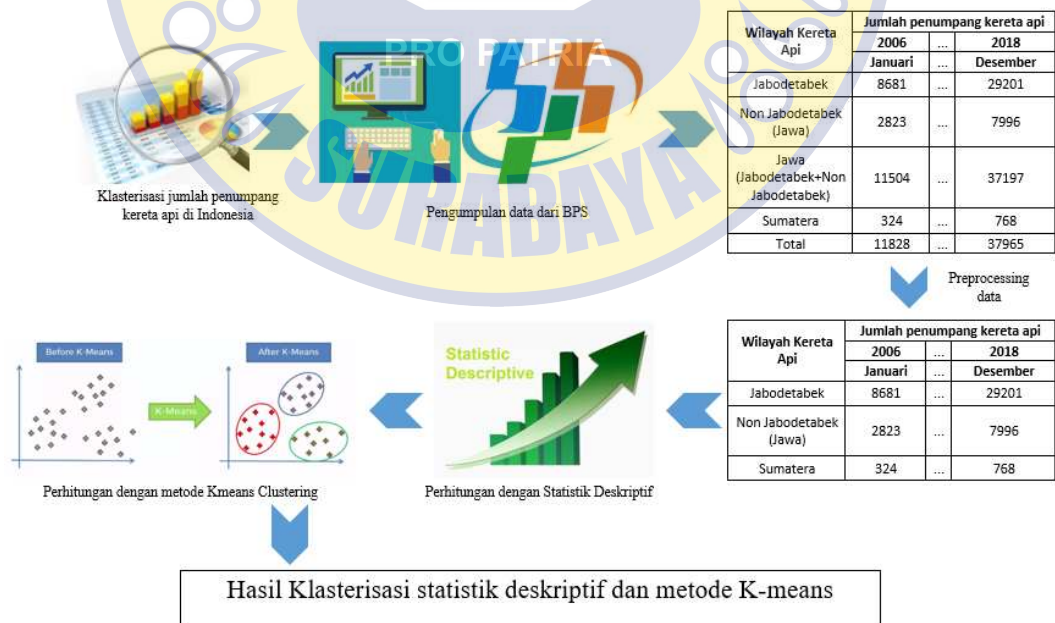 PRO PATRIA
SURABAYA
Klasterisasi jumlah penumpang
kereta api di Indonesia
Pengumpulan data dari BPS
Wilayah Kereta
Api
Jumlah penumpang kereta api
2006 ... 2018
Januari ... Desember
Jabodetabek 8681 ... 29201
Non Jabodetabek
(Jawa) 2823 ... 7996
Jawa
(Jabodetabek+Non
Jabodetabek) 11504 ... 37197
Sumatera 324 ... 768
Total 11828 ... 37965
Preprocessing
data
Wilayah Kereta
Api
Jumlah penumpang kereta api
2006 ... 2018
Januari ... Desember
Jabodetabek 8681 ... 29201
Non Jabodetabek
(Jawa) 2823 ... 7996
Sumatera 324 ... 768
Statistic
Descriptive
Perhitungan dengan Statistik Deskriptif
Before K-Means
K-Means
After K-Means
Perhitungan dengan metode Kmeans Clustering
Hasil Klasterisasi statistik deskriptif dan metode K-means